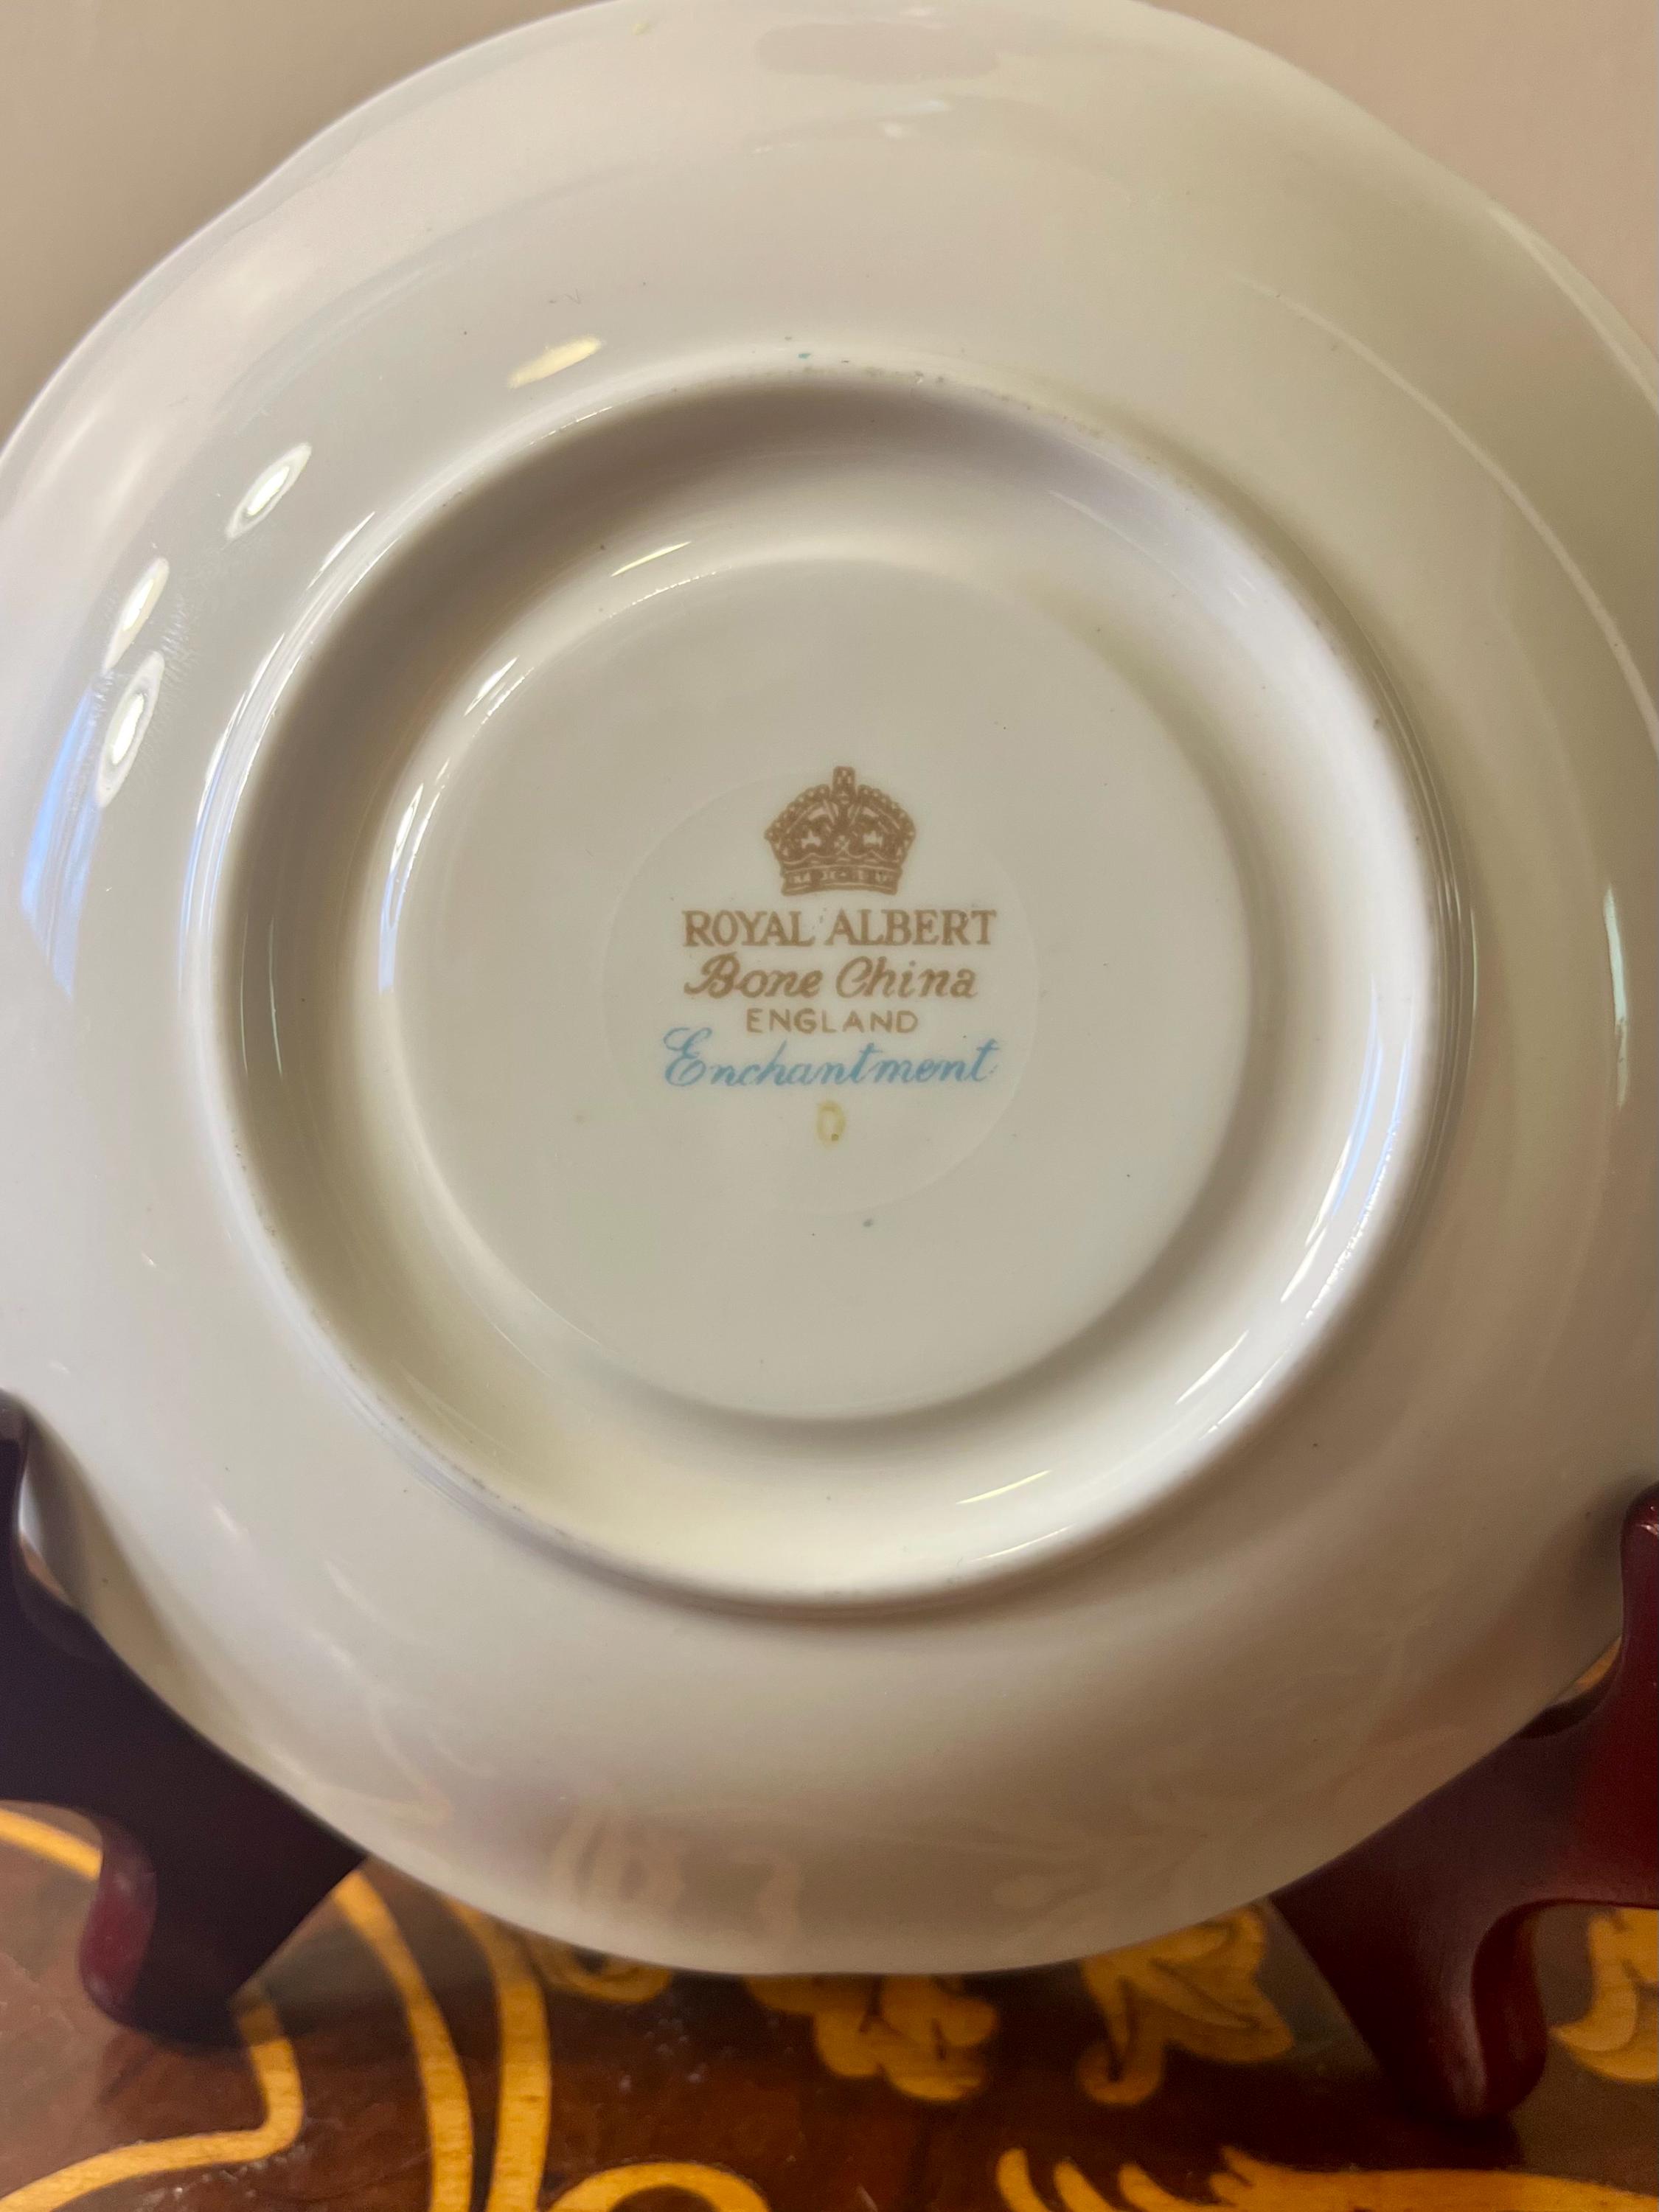 ROYAL ALBERT
Bone China
ENGLAND
Enchantment
D